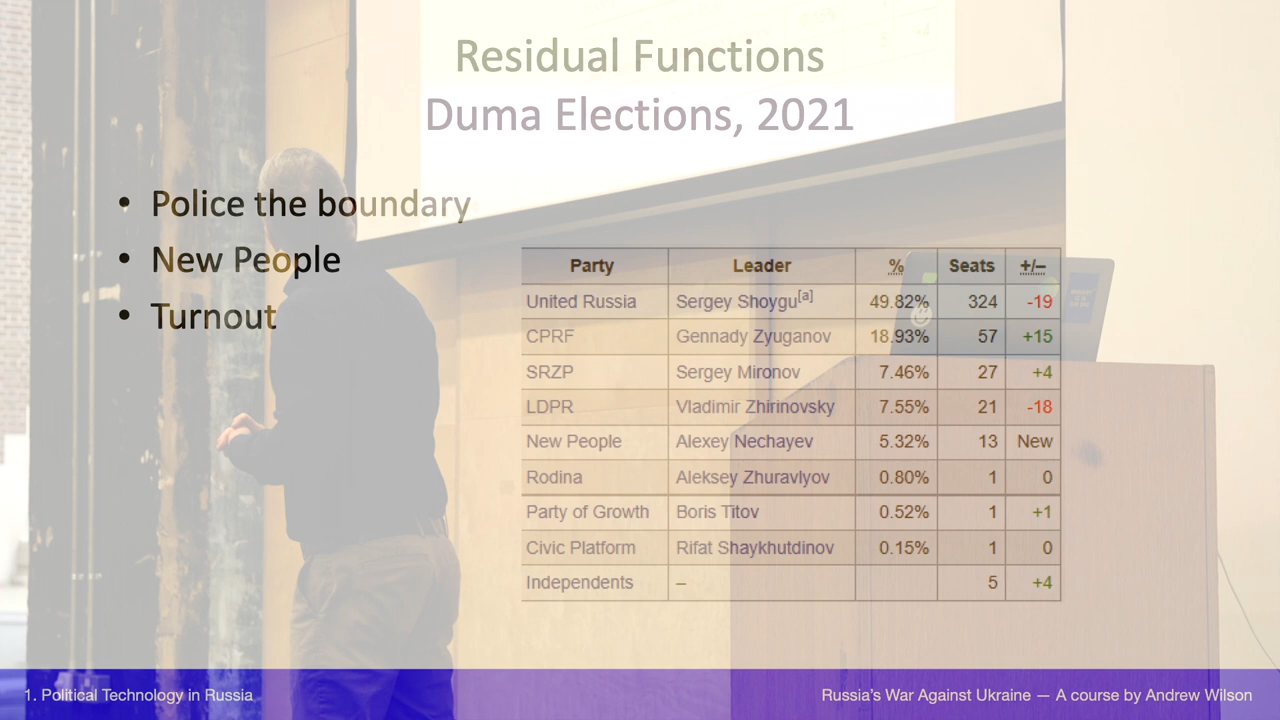 Residual Functions
Duma Elections, 2021
• Police the boundary
• New People
• Turnout
Party Leader % Seats +/–
United Russia Sergey Shoygu[a] 49.82% 324 -19
CPRF Gennady Zyuganov 18.93% 57 +15
SRZP Sergey Mironov 7.46% 27 +4
LDPR Vladimir Zhirinovsky 7.55% 21 -18
New People Alexey Nechayev 5.32% 13 New
Rodina Aleksey Zhuravlyov 0.80% 1 0
Party of Growth Boris Titov 0.52% 1 +1
Civic Platform Rifat Shaykhutdinov 0.15% 1 0
Independents – 5 +4
1. Political Technology in Russia
Russia's War Against Ukraine — A course by Andrew Wilson